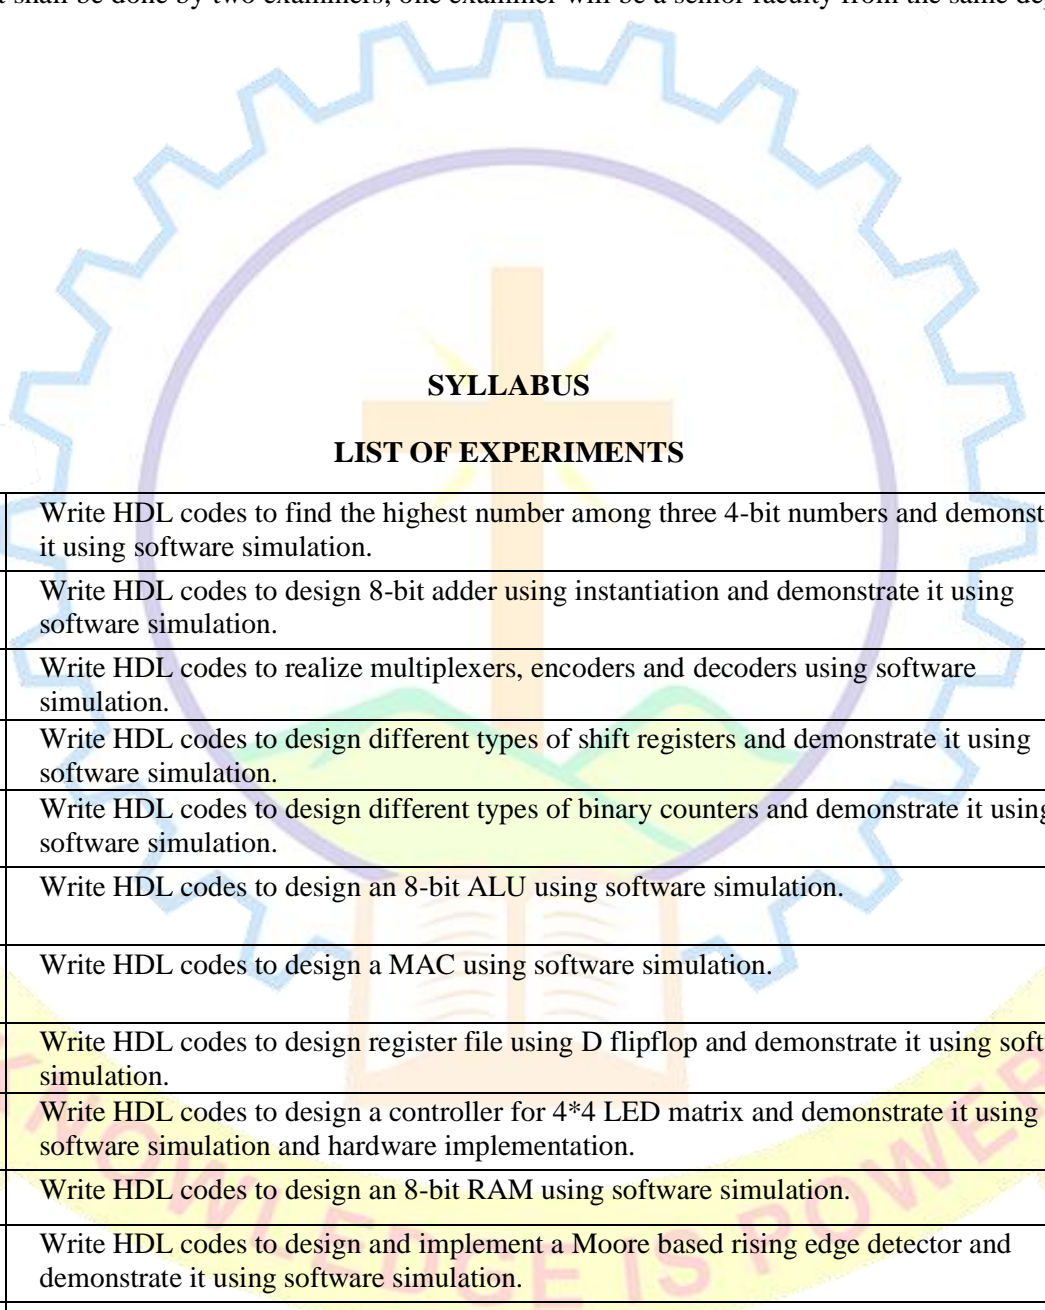 shall be done by two examiners, one examiner will be a senior faculty from the same
SYLLABUS
LIST OF EXPERIMENTS
Write HDL codes to find the highest number among three 4-bit numbers and
it using software simulation.
Write HDL codes to design 8-bit adder using instantiation and demonstrate it using
software simulation.
Write HDL codes to realize multiplexers, encoders and decoders using software
simulation.
Write HDL codes to design different types of shift registers and demonstrate it using
software simulation.
Write HDL codes to design different types of binary counters and demonstrate it using
software simulation.
Write HDL codes to design an 8-bit ALU using software simulation.
Write HDL codes to design a MAC using software simulation.
Write HDL codes to design register file using D flipflop and demonstrate it using
simulation.
Write HDL codes to design a controller for 4*4 LED matrix and demonstrate it using
software simulation and hardware implementation.
Write HDL codes to design an 8-bit RAM using software simulation.
Write HDL codes to design and implement a Moore based rising edge detector and
demonstrate it using software simulation.
KNOWLEDGE IS POWER